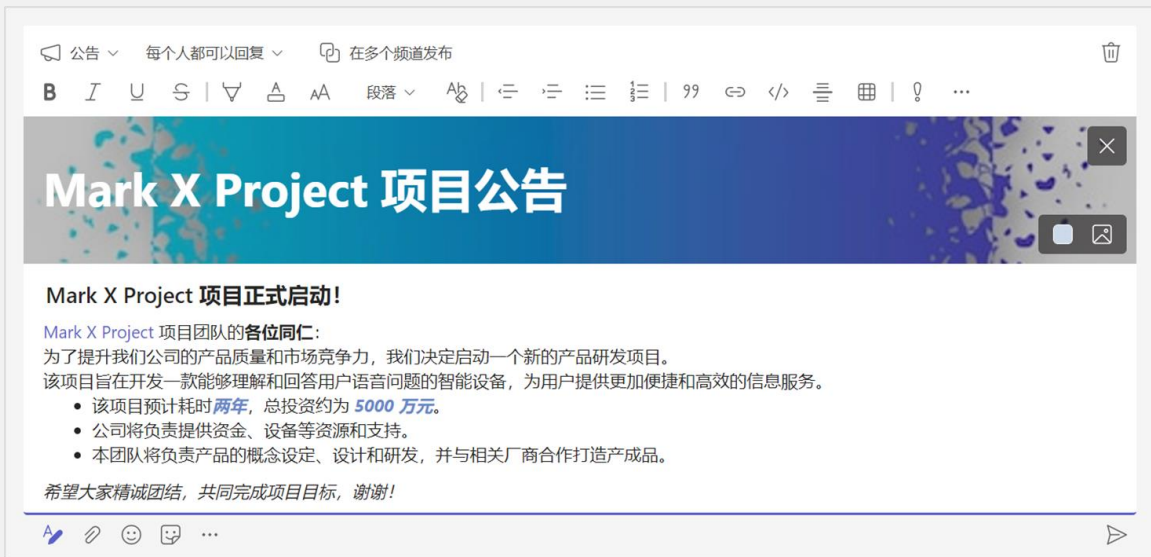 公告 每个人都可以回复 在多个频道发布
B I U S A AA 段落 Ab 123 99 </> ...
Mark X Project 项目公告
Mark X Project 项目正式启动！
Mark X Project 项目团队的各位同仁：
为了提升我们公司的产品质量和市场竞争力，我们决定启动一个新的产品研发项目。
该项目旨在开发一款能够理解和回答用户语音问题的智能设备，为用户提供更加便捷和高效的信息服务。
• 该项目预计耗时两年，总投资约为 5000 万元。
• 公司将负责提供资金、设备等资源和支持。
• 本团队将负责产品的概念设定、设计和研发，并与相关厂商合作打造产成品。
希望大家精诚团结，共同完成项目目标，谢谢！